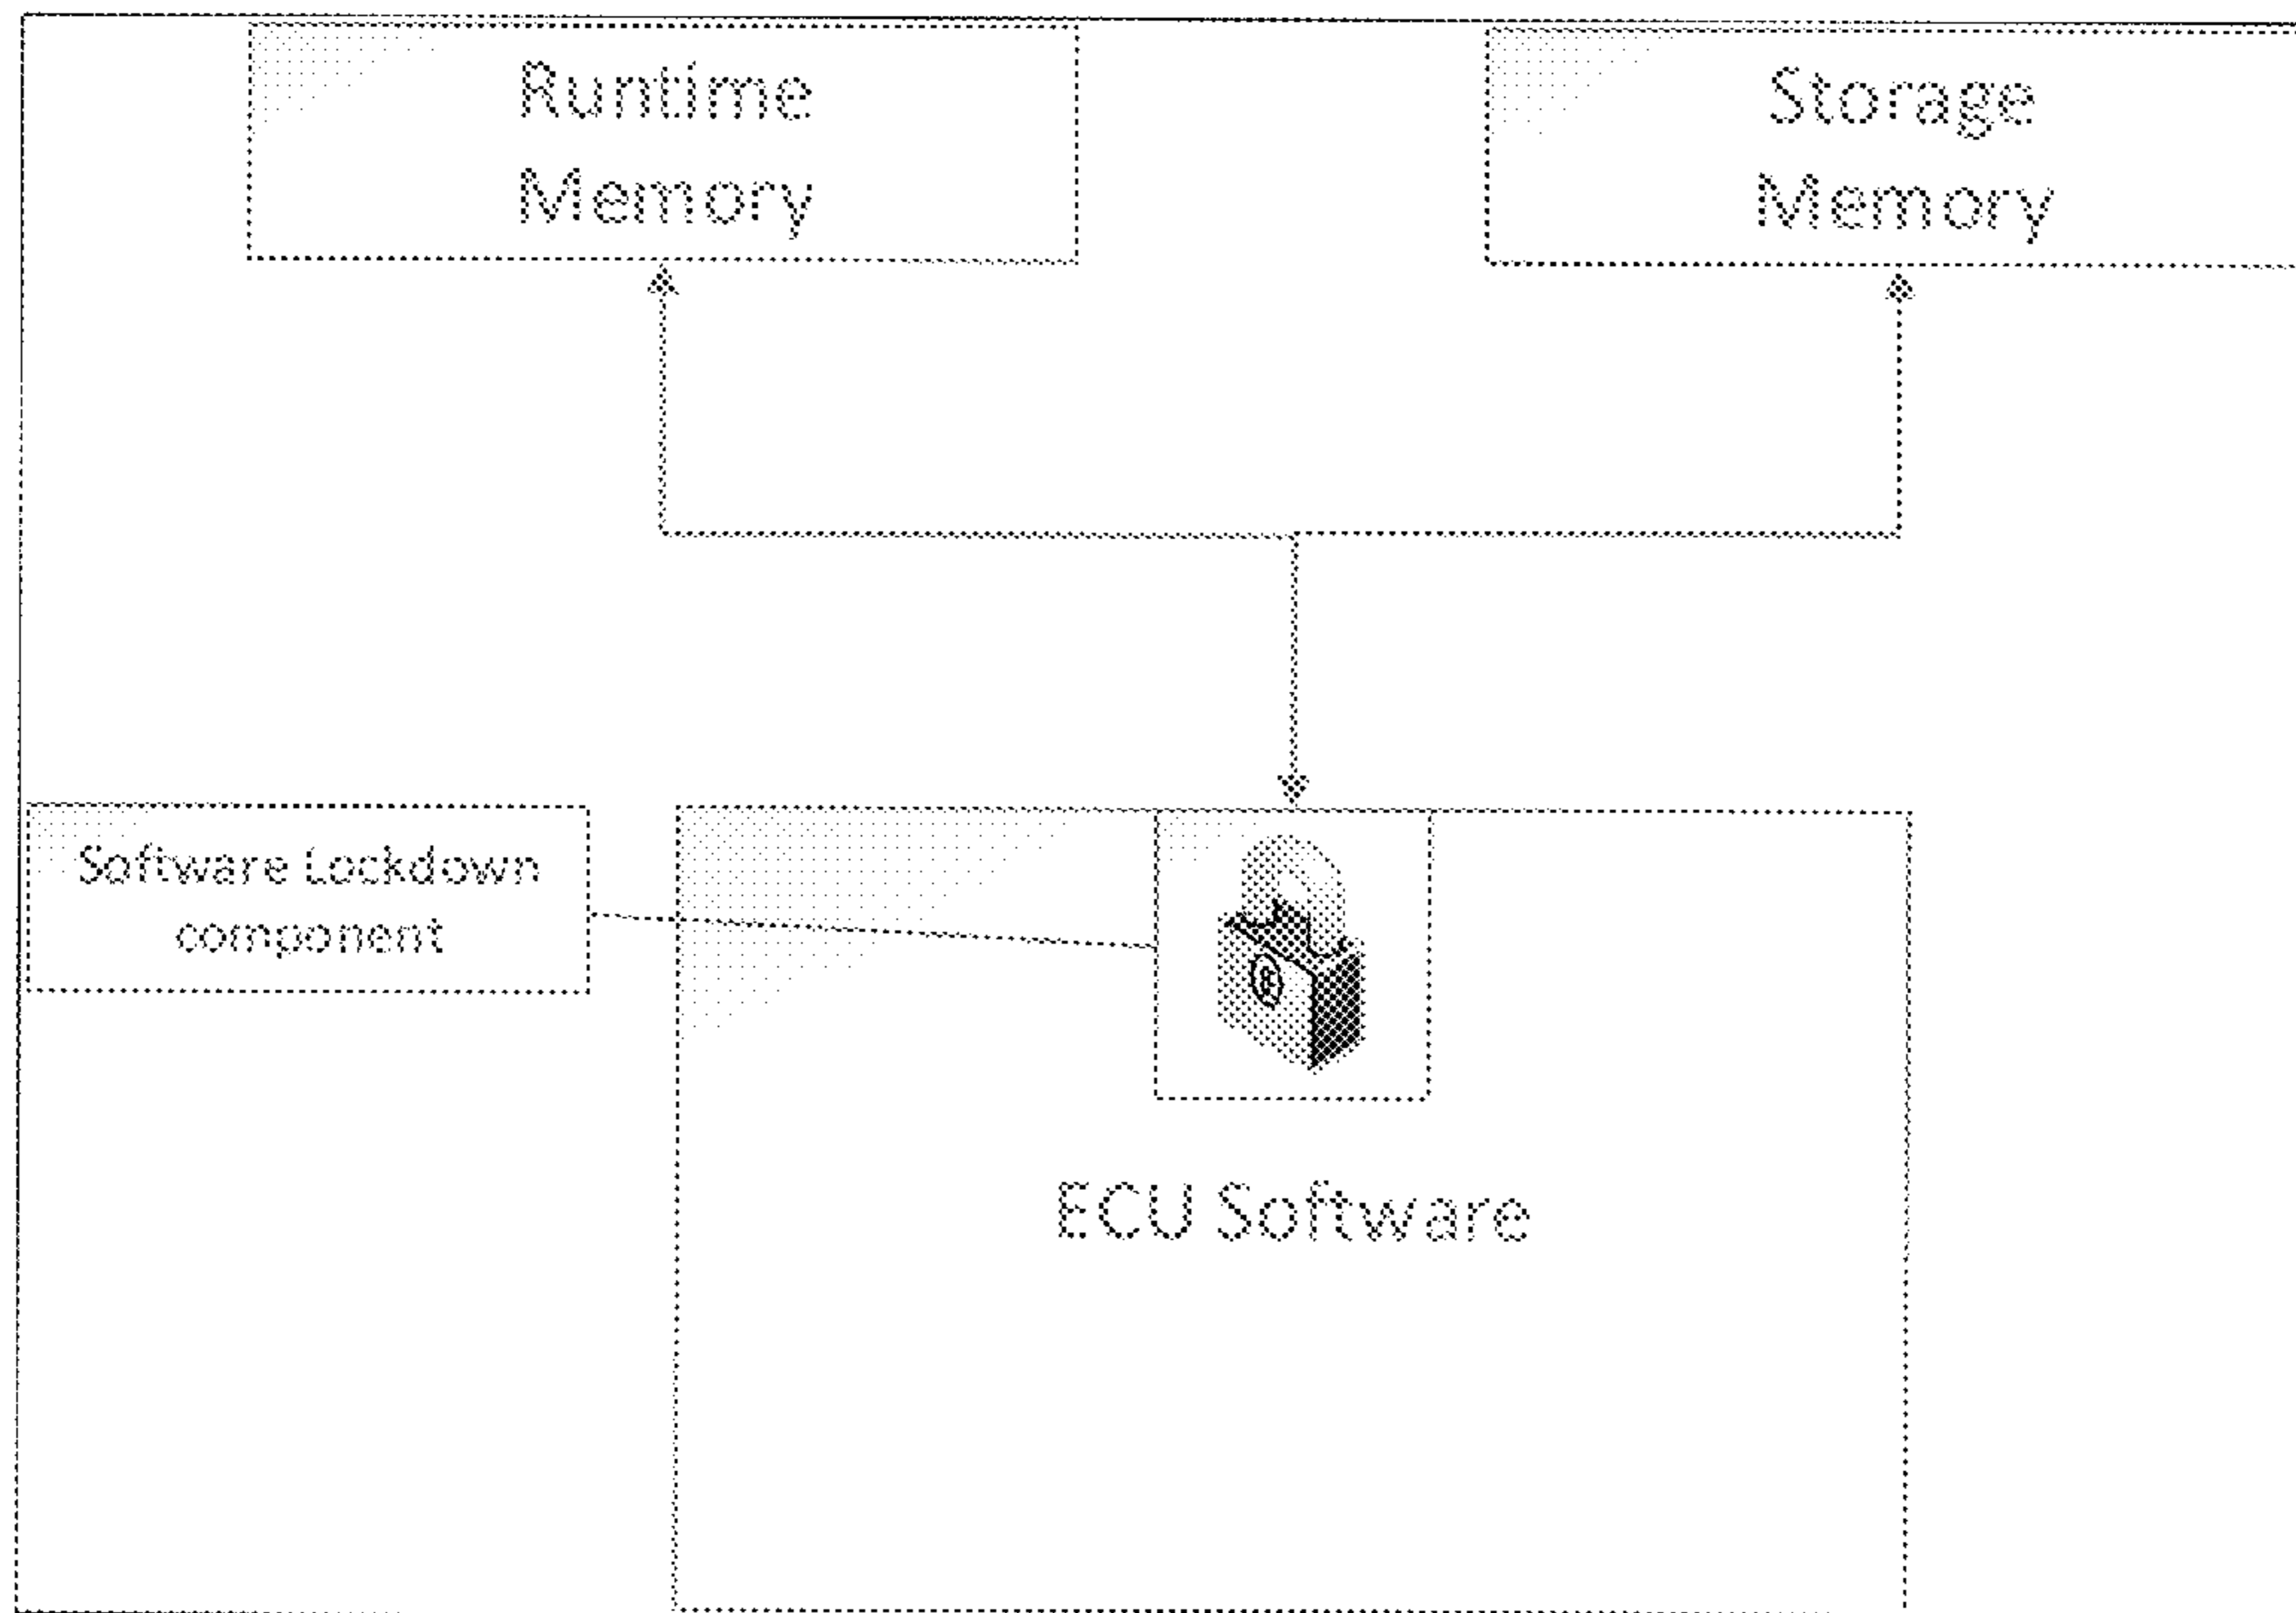 Runtime
Memory
Storage
Memory
Software Lockdown
component
ECU Software